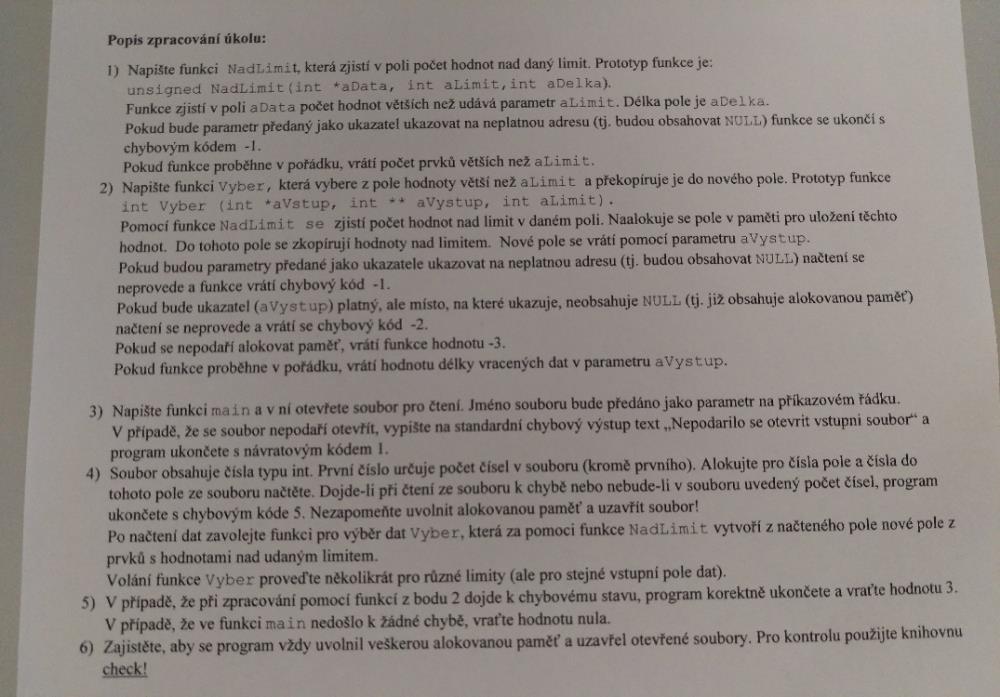 Popis zpracování úkolu:
1) Napište funkci NadLimit, která zjistí v poli počet hodnot nad daný limit. Prototyp funkce je:
unsigned NadLimit(int *aData, int aLimit,int aDelka).
Funkce zjistí v poli aData počet hodnot větších než udává parametr aLimit. Délka pole je aDelka.
Pokud bude parametr předaný jako ukazatel ukazovat na neplatnou adresu (tj. budou obsahovat NULL) funkce se ukončí s
chybovým kódem -1.
Pokud funkce proběhne v pořádku, vrátí počet prvků větších než aLimit.
2) Napište funkci Vyber, která vybere z pole hodnoty větší než aLimit a překopíruje je do nového pole. Prototyp funkce
int Vyber (int *aVstup, int ** aVystup, int aLimit).
Pomocí funkce NadLimit se zjistí počet hodnot nad limit v daném poli. Naalokuje se pole v paměti pro uložení těchto
hodnot. Do tohoto pole se zkopírují hodnoty nad limitem. Nové pole se vrátí pomocí parametru aVystup.
Pokud budou parametry předané jako ukazatele ukazovat na neplatnou adresu (tj. budou obsahovat NULL) načtení se
neprovede a funkce vrátí chybový kód -1.
Pokud bude ukazatel (aVystup) platný, ale místo, na které ukazuje, neobsahuje NULL (tj. již obsahuje alokovanou paměť)
načtení se neprovede a vrátí se chybový kód -2.
Pokud se nepodaří alokovat paměť, vrátí funkce hodnotu -3.
Pokud funkce proběhne v pořádku, vrátí hodnotu délky vracených dat v parametru aVystup.
3) Napište funkci main a v ní otevřete soubor pro čtení. Jméno souboru bude předáno jako parametr na příkazovém řádku.
V případě, že se soubor nepodaří otevřít, vypište na standardní chybový výstup text „Nepodarilo se otevrit vstupni soubor“ a
program ukončete s návratovým kódem 1.
4) Soubor obsahuje čísla typu int. První číslo určuje počet čísel v souboru (kromě prvního). Alokujte pro čísla pole a čísla do
tohoto pole ze souboru načtěte. Dojde-li při čtení ze souboru k chybě nebo nebude-li v souboru uvedený počet čísel, program
ukončete s chybovým kóde 5. Nezapomeňte uvolnit alokovanou paměť a uzavřít soubor!
Po načtení dat zavolejte funkci pro výběr dat Vyber, která za pomoci funkce NadLimit vytvoří z načteného pole nové pole z
prvků s hodnotami nad udaným limitem.
Volání funkce Vyber proveďte několikrát pro různé limity (ale pro stejné vstupní pole dat).
5) V případě, že při zpracování pomocí funkcí z bodu 2 dojde k chybovému stavu, program korektně ukončete a vraťte hodnotu 3.
V případě, že ve funkci main nedošlo k žádné chybě, vraťte hodnotu nula.
6) Zajistěte, aby se program vždy uvolnil veškerou alokovanou paměť a uzavřel otevřené soubory. Pro kontrolu použijte knihovnu
check!